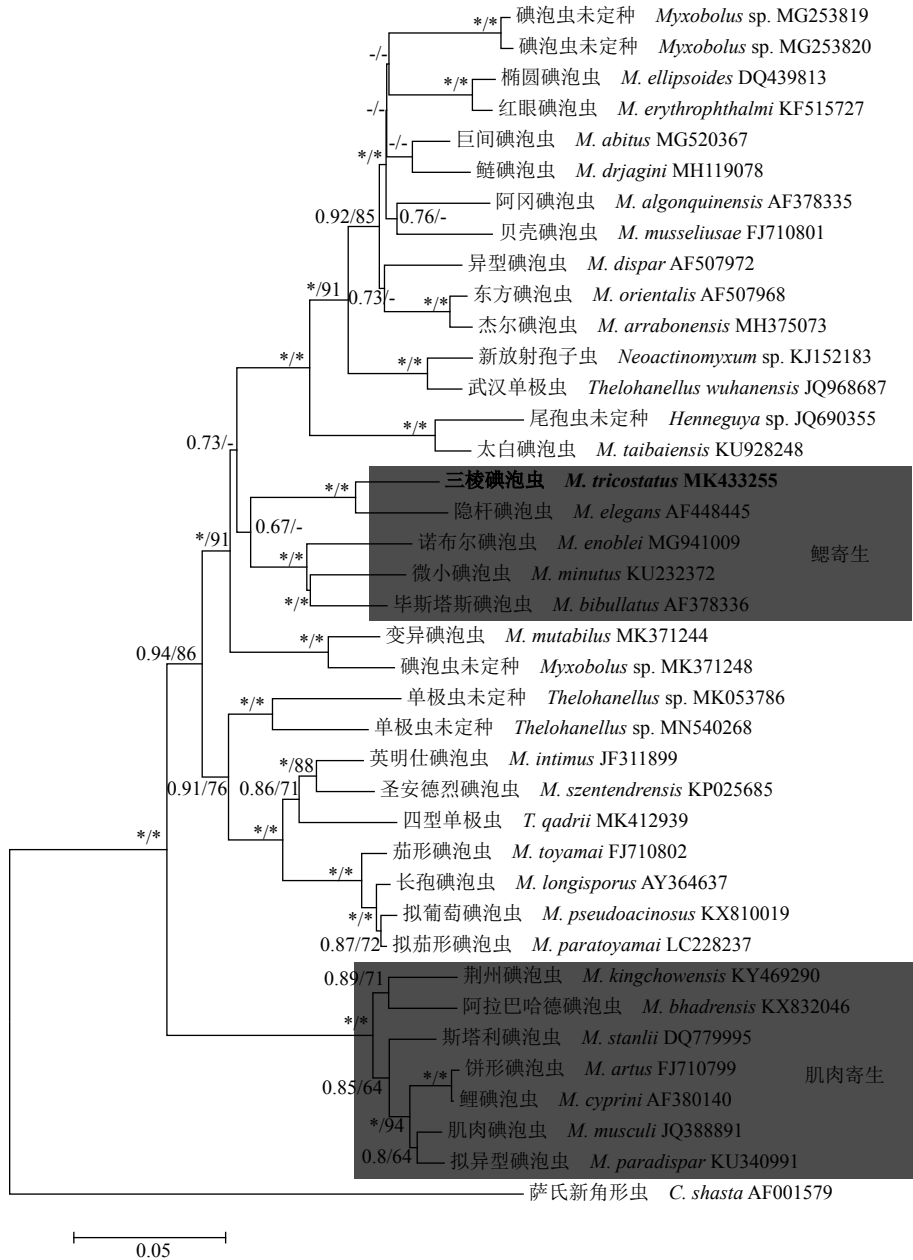 碘泡虫未定种 Myxobolus sp. MG253819
*/*
碘泡虫未定种 Myxobolus sp. MG253820
-/-
椭圆碘泡虫 M. ellipsoides DQ439813
*/*
红眼碘泡虫 M. erythrophthalmi KF515727
-/-
巨间碘泡虫 M. abitus MG520367
-/-
*/*
鲢碘泡虫 M. drjagini MH119078
阿冈碘泡虫 M. algonquinensis AF378335
0.92/85
0.76/-
贝壳碘泡虫 M. musseliusae FJ710801
异型碘泡虫 M. dispar AF507972
*/91
0.73/-
东方碘泡虫 M. orientalis AF507968
*/*
杰尔碘泡虫 M. arrabonensis MH375073
新放射孢子虫 Neoactinomyxum sp. KJ152183
*/*
*/*
武汉单极虫 Thelohanellus wuhanensis JQ968687
尾孢虫未定种 Henneguya sp. JQ690355
*/*
0.73/-
太白碘泡虫 M. taibaiensis KU928248
三棱碘泡虫 M. tricostatus MK433255
*/*
隐杆碘泡虫 M. elegans AF448445
0.67/-
*/91
诺布尔碘泡虫 M. enoblei MG941009
鳃寄生
*/*
微小碘泡虫 M. minutus KU232372
*/*
毕斯塔斯碘泡虫 M. bibullatus AF378336
变异碘泡虫 M. mutabilus MK371244
*/*
0.94/86
碘泡虫未定种 Myxobolus sp. MK371248
单极虫未定种 Thelohanellus sp. MK053786
*/*
单极虫未定种 Thelohanellus sp. MN540268
英明仕碘泡虫 M. intimus JF311899
*/88
0.91/76
0.86/71
圣安德烈碘泡虫 M. szentendrensis KP025685
四型单极虫 T. qadrii MK412939
*/*
*/*
茄形碘泡虫 M. toyamai FJ710802
*/*
长孢碘泡虫 M. longisporus AY364637
*/*
拟葡萄碘泡虫 M. pseudoacinosus KX810019
0.87/72
拟茄形碘泡虫 M. paratoyamai LC228237
0.89/71
荆州碘泡虫 M. kingchowensis KY469290
阿拉巴哈德碘泡虫 M. bhadrensis KX832046
*/*
斯塔利碘泡虫 M. stanlii DQ779995
饼形碘泡虫 M. artus FJ710799
肌肉寄生
*/*
0.85/64
鲤碘泡虫 M. cyprini AF380140
*/94
肌肉碘泡虫 M. musculi JQ388891
0.8/64
拟异型碘泡虫 M. paradispar KU340991
萨氏新角形虫 C. shasta AF001579
0.05